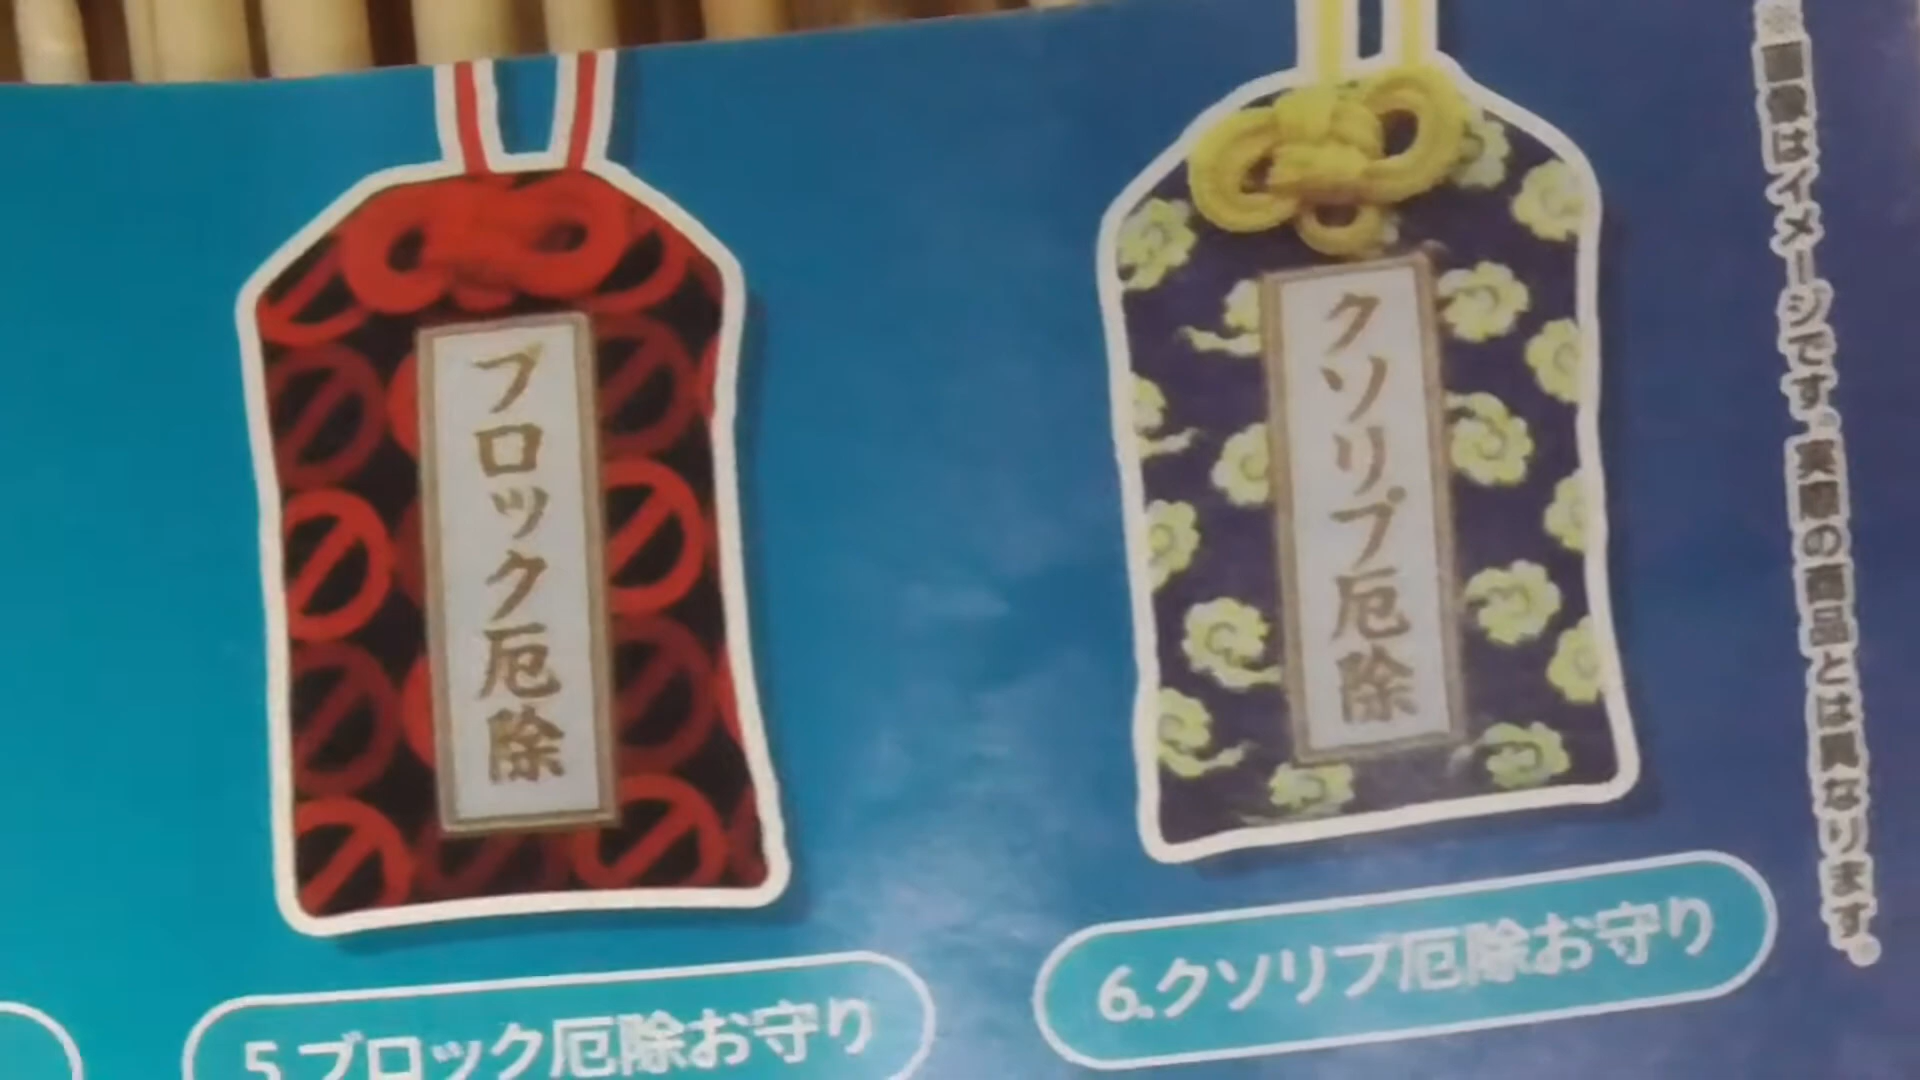 ブロック厄除
クソリプ厄除
5.ブロック厄除お守り
6.クソリプ厄除お守り
※画像はイメージです。実際の商品とは異なります。